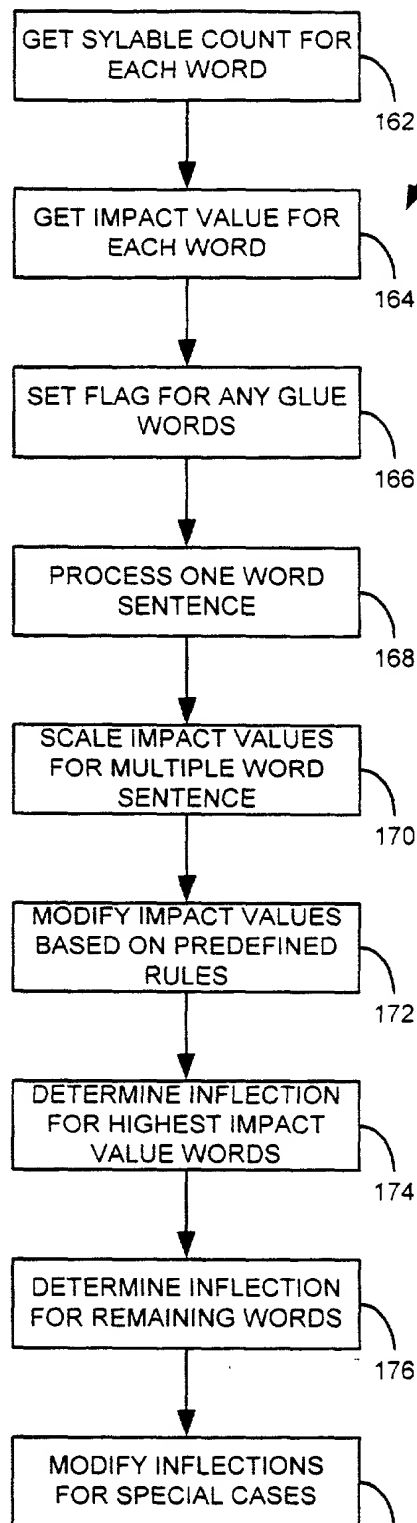 GET SYLABLE COUNT FOR
EACH WORD
162
GET IMPACT VALUE FOR
EACH WORD
164
SET FLAG FOR ANY GLUE
WORDS
166
PROCESS ONE WORD
SENTENCE
168
SCALE IMPACT VALUES
FOR MULTIPLE WORD
SENTENCE
170
MODIFY IMPACT VALUES
BASED ON PREDEFINED
RULES
172
DETERMINE INFLECTION
FOR HIGHEST IMPACT
VALUE WORDS
174
DETERMINE INFLECTION
FOR REMAINING WORDS
176
MODIFY INFLECTIONS
FOR SPECIAL CASES